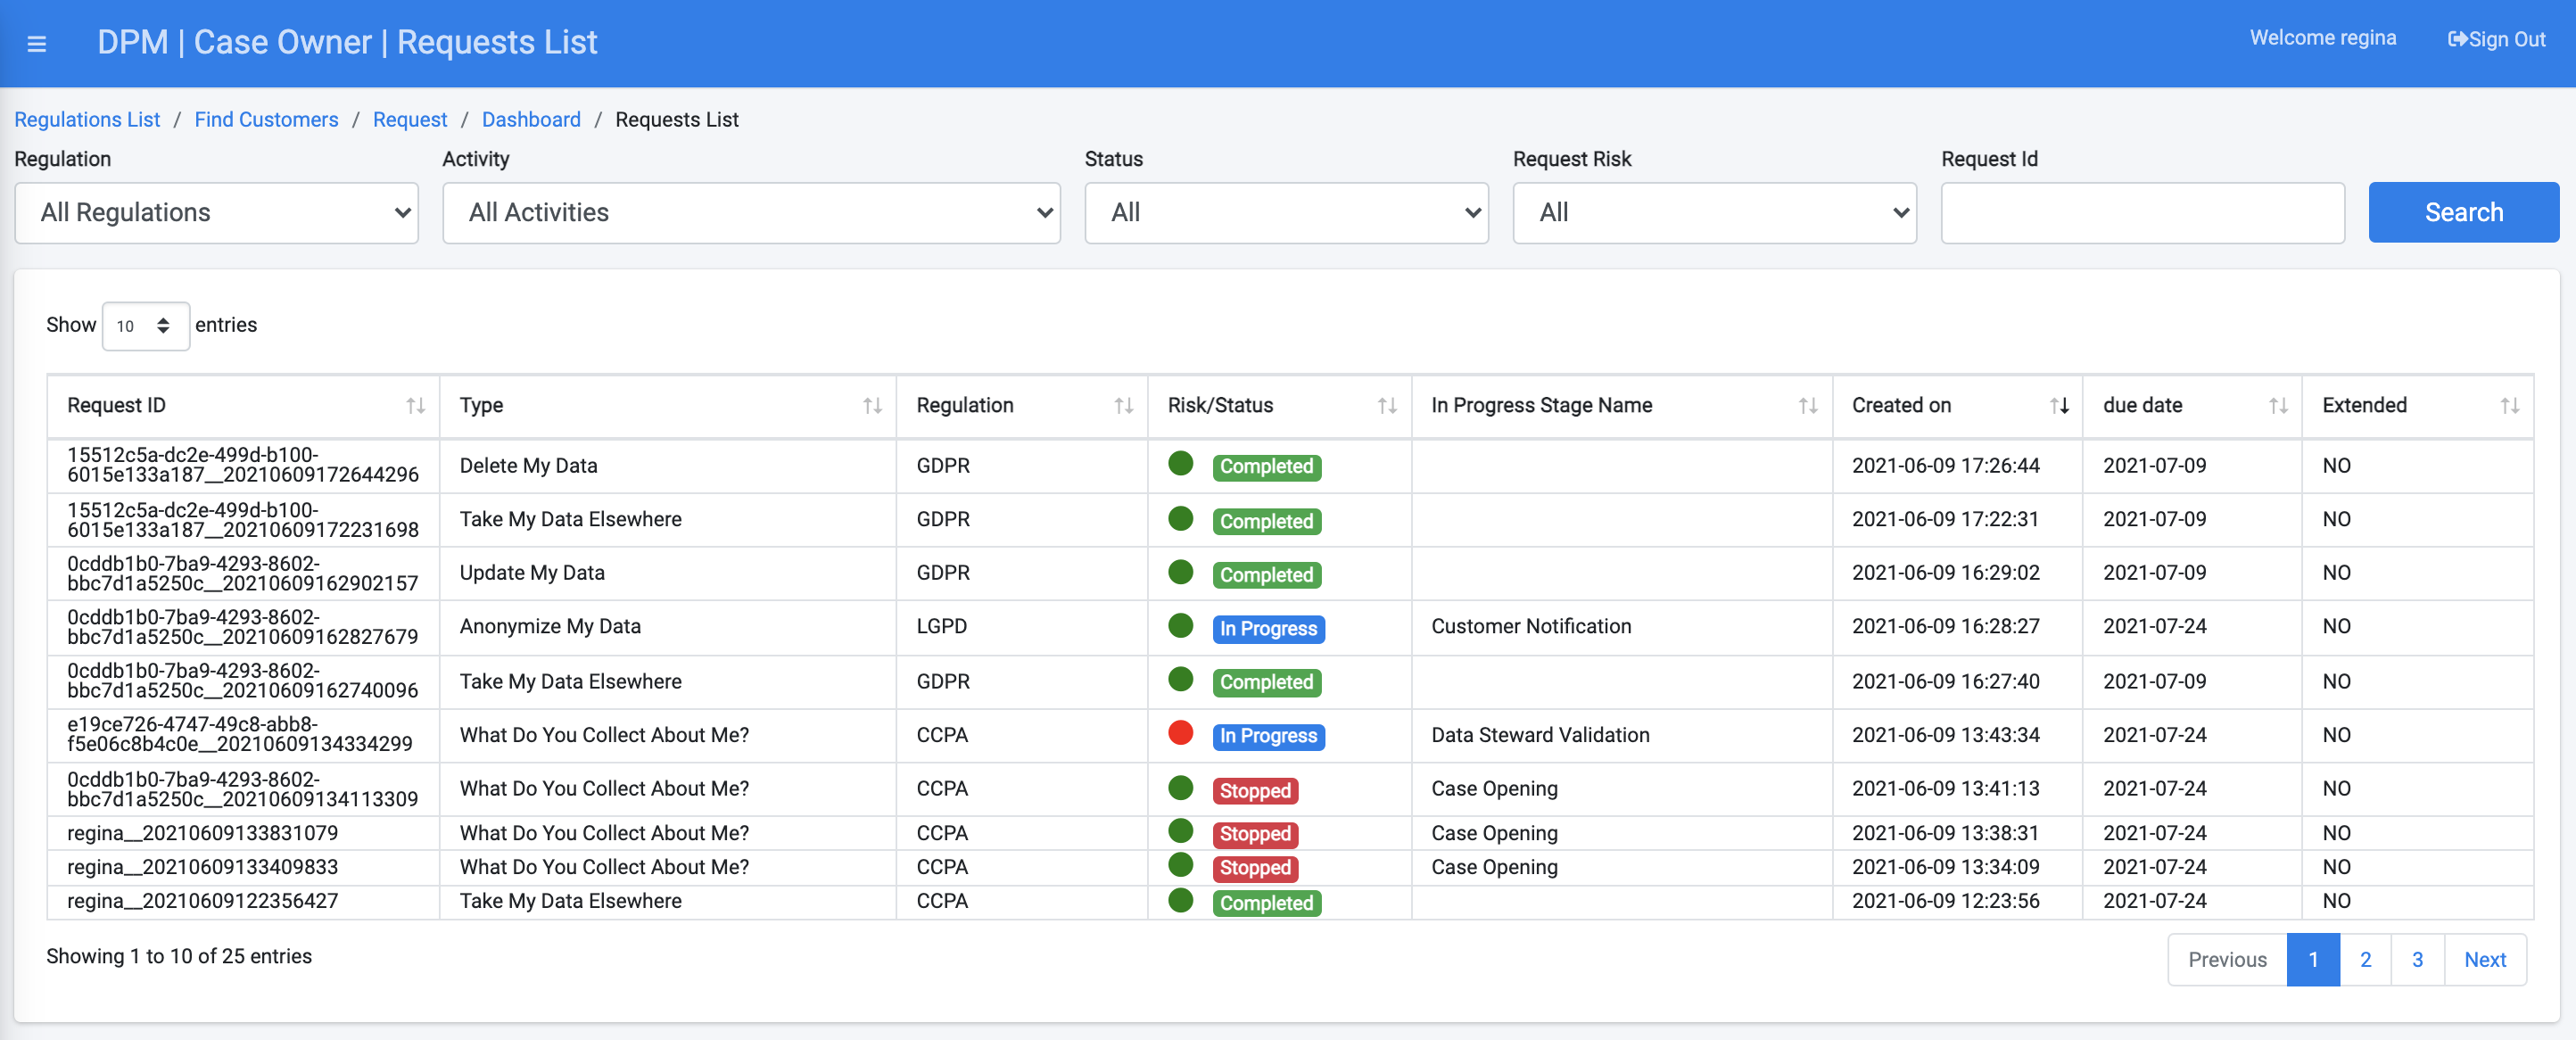 DPM | Case Owner | Requests List
Welcome regina
Sign Out
Regulations List / Find Customers / Request / Dashboard / Requests List
Regulation
Activity
Status
Request Risk
Request Id
All Regulations
All Activities
All
All
Search
Show 10 entries
Request ID Type Regulation Risk/Status In Progress Stage Name Created on due date Extended
15512c5a-dc2e-499d-b100-
6015e133a187__20210609172644296 Delete My Data GDPR Completed 2021-06-09 17:26:44 2021-07-09 NO
15512c5a-dc2e-499d-b100-
6015e133a187__20210609172231698 Take My Data Elsewhere GDPR Completed 2021-06-09 17:22:31 2021-07-09 NO
0cddb1b0-7ba9-4293-8602-
bbc7d1a5250c__20210609162902157 Update My Data GDPR Completed 2021-06-09 16:29:02 2021-07-09 NO
0cddb1b0-7ba9-4293-8602-
bbc7d1a5250c__20210609162827679 Anonymize My Data LGPD In Progress Customer Notification 2021-06-09 16:28:27 2021-07-24 NO
0cddb1b0-7ba9-4293-8602-
bbc7d1a5250c__20210609162740096 Take My Data Elsewhere GDPR Completed 2021-06-09 16:27:40 2021-07-09 NO
e19ce726-4747-49c8-abb8-
f5e06c8b4c0e__20210609134334299 What Do You Collect About Me? CCPA In Progress Data Steward Validation 2021-06-09 13:43:34 2021-07-24 NO
0cddb1b0-7ba9-4293-8602-
bbc7d1a5250c__20210609134113309 What Do You Collect About Me? CCPA Stopped Case Opening 2021-06-09 13:41:13 2021-07-24 NO
regina__20210609133831079 What Do You Collect About Me? CCPA Stopped Case Opening 2021-06-09 13:38:31 2021-07-24 NO
regina__20210609133409833 What Do You Collect About Me? CCPA Stopped Case Opening 2021-06-09 13:34:09 2021-07-24 NO
regina__20210609122356427 Take My Data Elsewhere CCPA Completed 2021-06-09 12:23:56 2021-07-24 NO
Showing 1 to 10 of 25 entries
Previous 1 2 3 Next